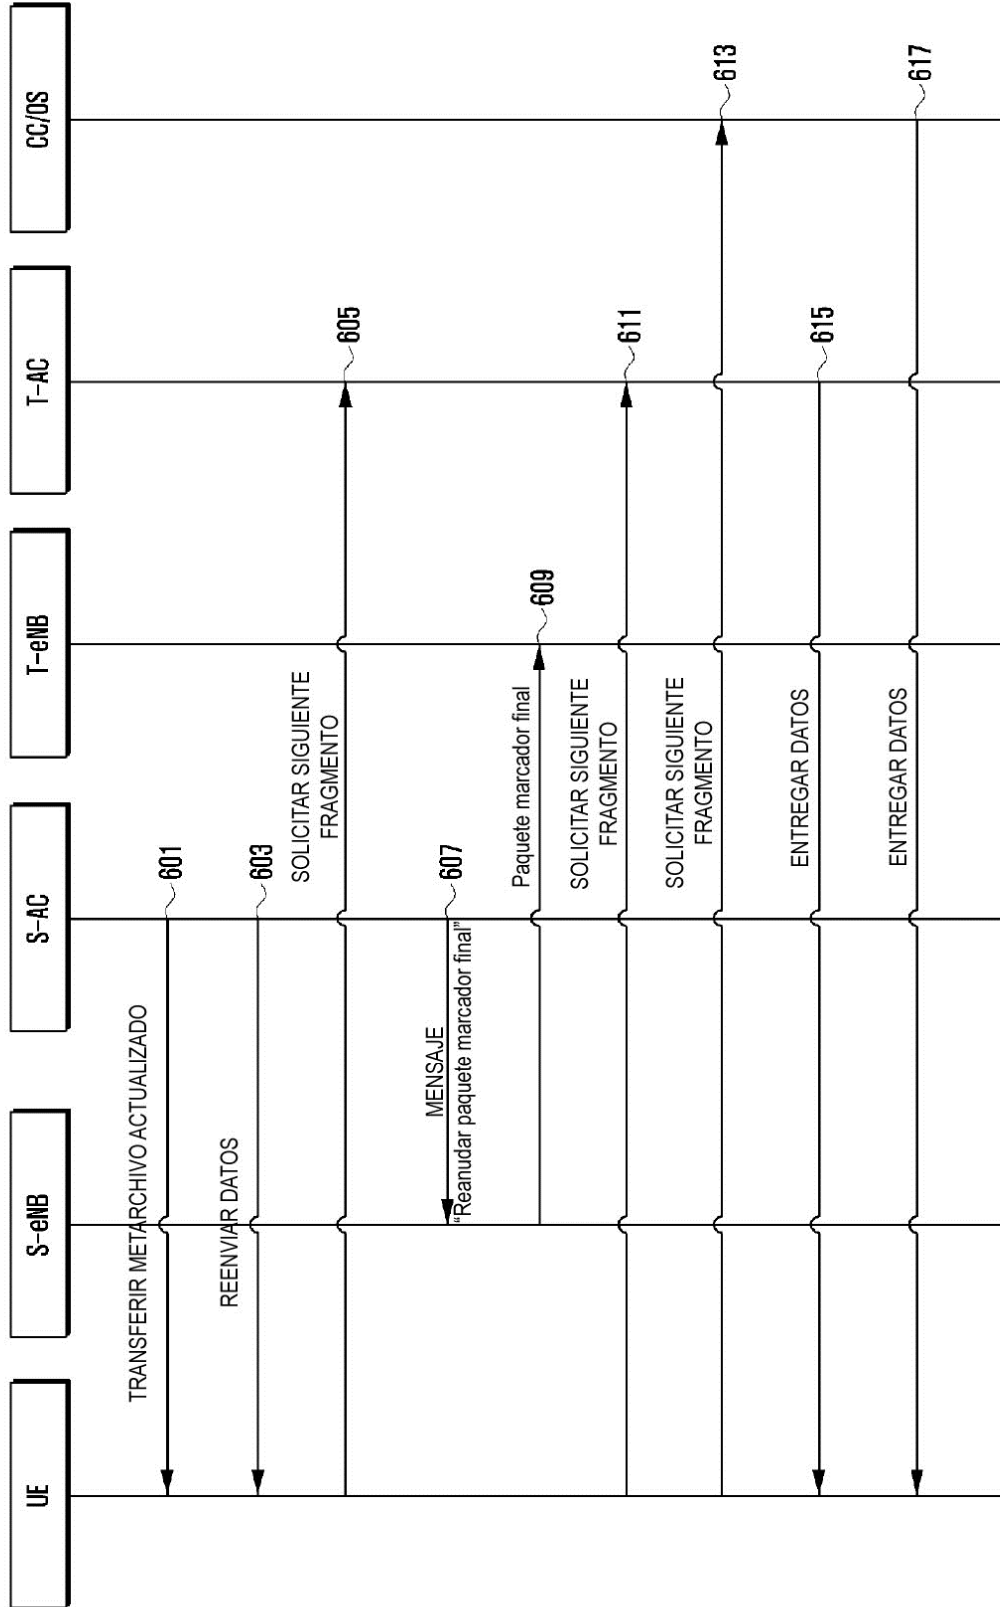 UE
S-eNB
S-AC
T-eNB
T-AC
CC/OS
TRANSFERIR METARCHIVO ACTUALIZADO
601
REENVIAR DATOS
603
SOLICITAR SIGUIENTE
FRAGMENTO
605
MENSAJE
"Reanudar paquete marcador final"
607
Paquete marcador final
609
SOLICITAR SIGUIENTE
FRAGMENTO
611
SOLICITAR SIGUIENTE
FRAGMENTO
613
ENTREGAR DATOS
615
ENTREGAR DATOS
617